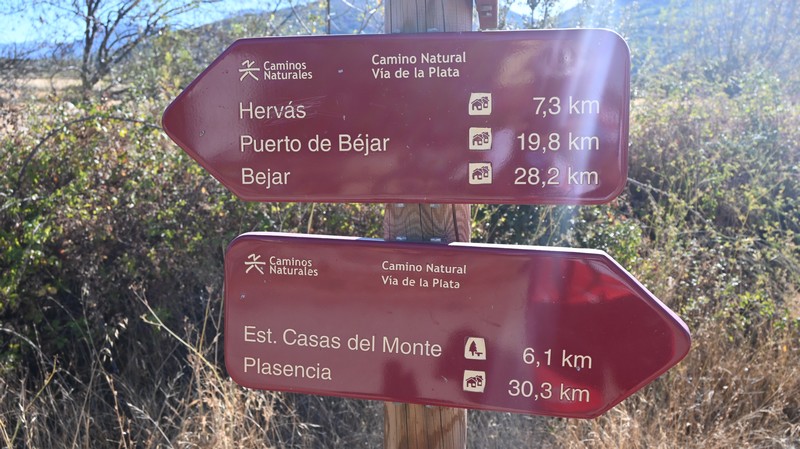 Caminos
Naturales
Camino Natural
Vía de la Plata
Hervás 7,3 km
Puerto de Béjar 19,8 km
Bejar 28,2 km
Caminos
Naturales
Camino Natural
Vía de la Plata
Est. Casas del Monte 6,1 km
Plasencia 30,3 km